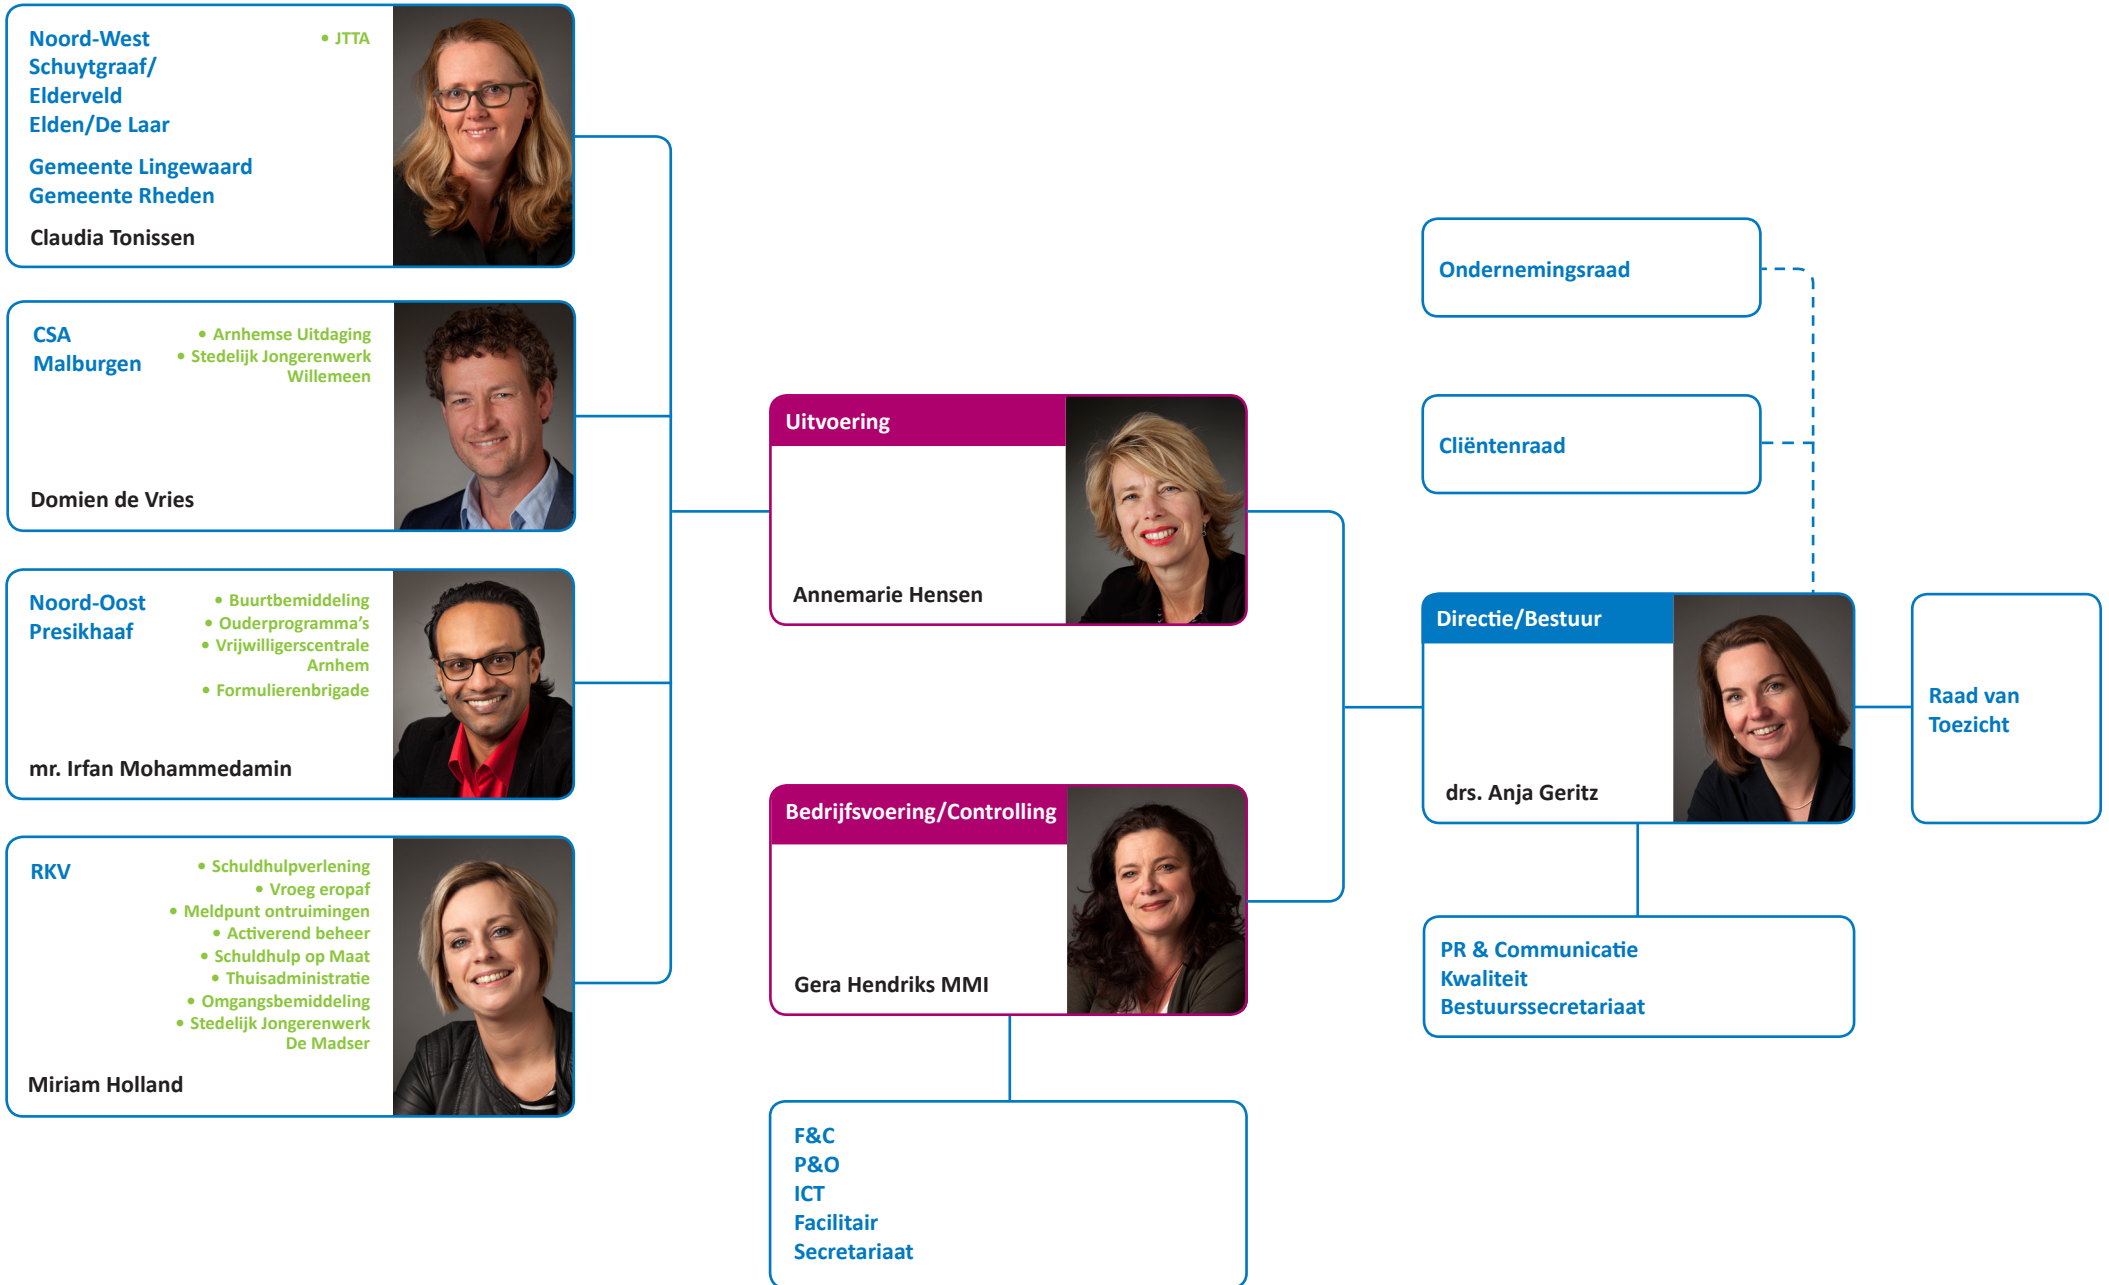 Noord-West
Schuytgraaf/
Elderveld
Elden/De Laar
Gemeente Lingewaard
Gemeente Rheden
• JTTA
Claudia Tonissen
CSA
Malburgen
• Arnhemse Uitdaging
• Stedelijk Jongerenwerk
Willemeen
Domien de Vries
Noord-Oost
Presikhaaf
• Buurtbemiddeling
• Ouderprogramma's
• Vrijwilligerscentrale
Arnhem
• Formulierenbrigade
mr. Irfan Mohammedamin
RKV
• Schuldhulpverlening
• Vroeg eropaf
• Meldpunt ontruimingen
• Activerend beheer
• Schuldhulp op Maat
• Thuisadministratie
• Omgangsbemiddeling
• Stedelijk Jongerenwerk
De Madser
Miriam Holland
Uitvoering
Annemarie Hensen
Bedrijfsvoering/Controlling
Gera Hendriks MMI
F&C
P&O
ICT
Facilitair
Secretariaat
Ondernemingsraad
Cliëntenraad
Directie/Bestuur
drs. Anja Geritz
PR & Communicatie
Kwaliteit
Bestuurssecretariaat
Raad van
Toezicht